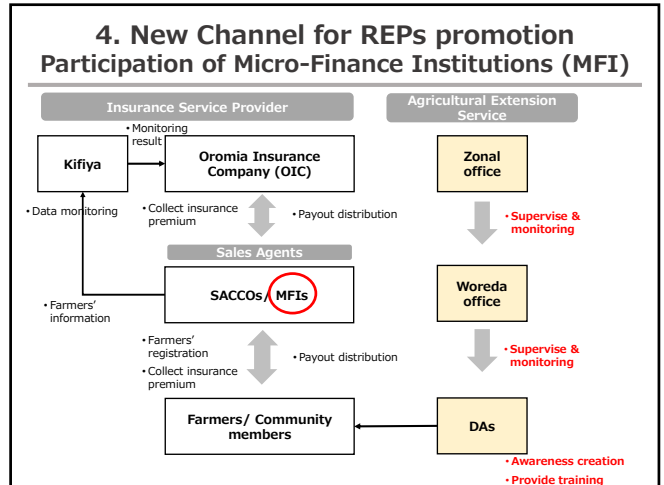 4. New Channel for REPs promotion
Participation of Micro-Finance Institutions (MFI)
Insurance Service Provider
Agricultural Extension
Service
• Monitoring
result
Kifiya
Oromia Insurance
Company (OIC)
Zonal
office
• Data monitoring
• Collect insurance
premium
• Payout distribution
• Supervise &
monitoring
Sales Agents
SACCOs/ MFIs
Woreda
office
• Farmers'
information
• Farmers'
registration
• Collect insurance
premium
• Payout distribution
• Supervise &
monitoring
Farmers/ Community
members
DAs
• Awareness creation
• Provide training